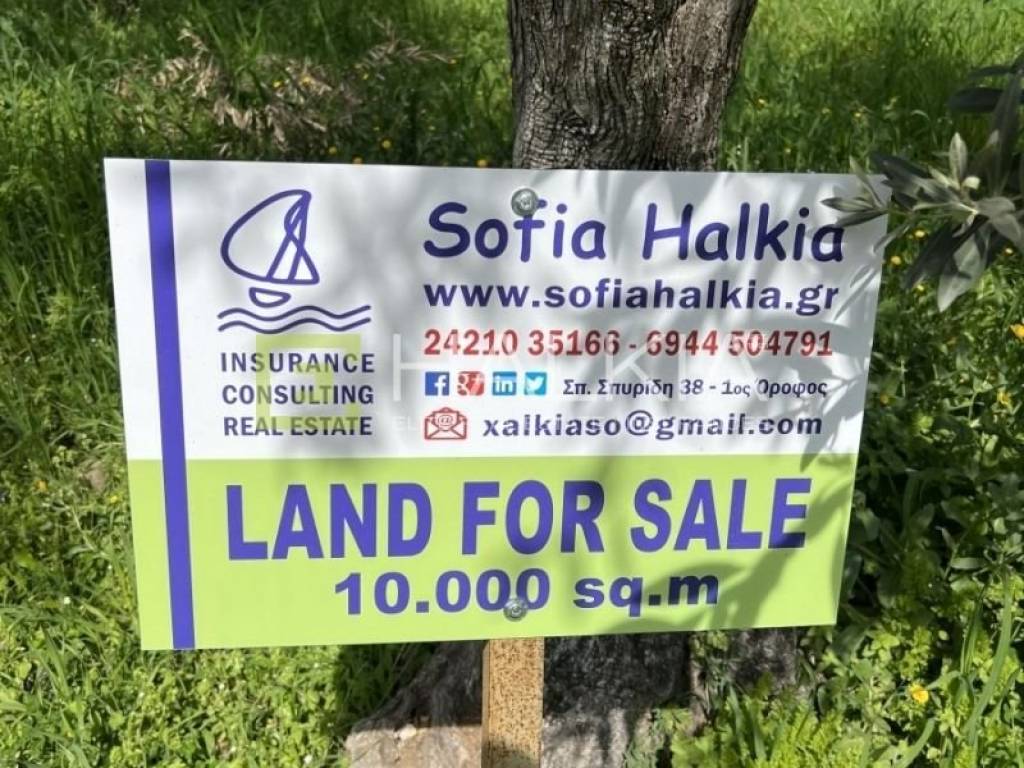 Sofia Halkia
www.sofiahalkia.gr
24210 35166 - 6944 504791
Σπ. Σπυρίδη 38 - 1ος Όροφος
xalkiaso@gmail.com
INSURANCE
CONSULTING
REAL ESTATE
HALKIA
LAND FOR SALE
10.000 sq.m